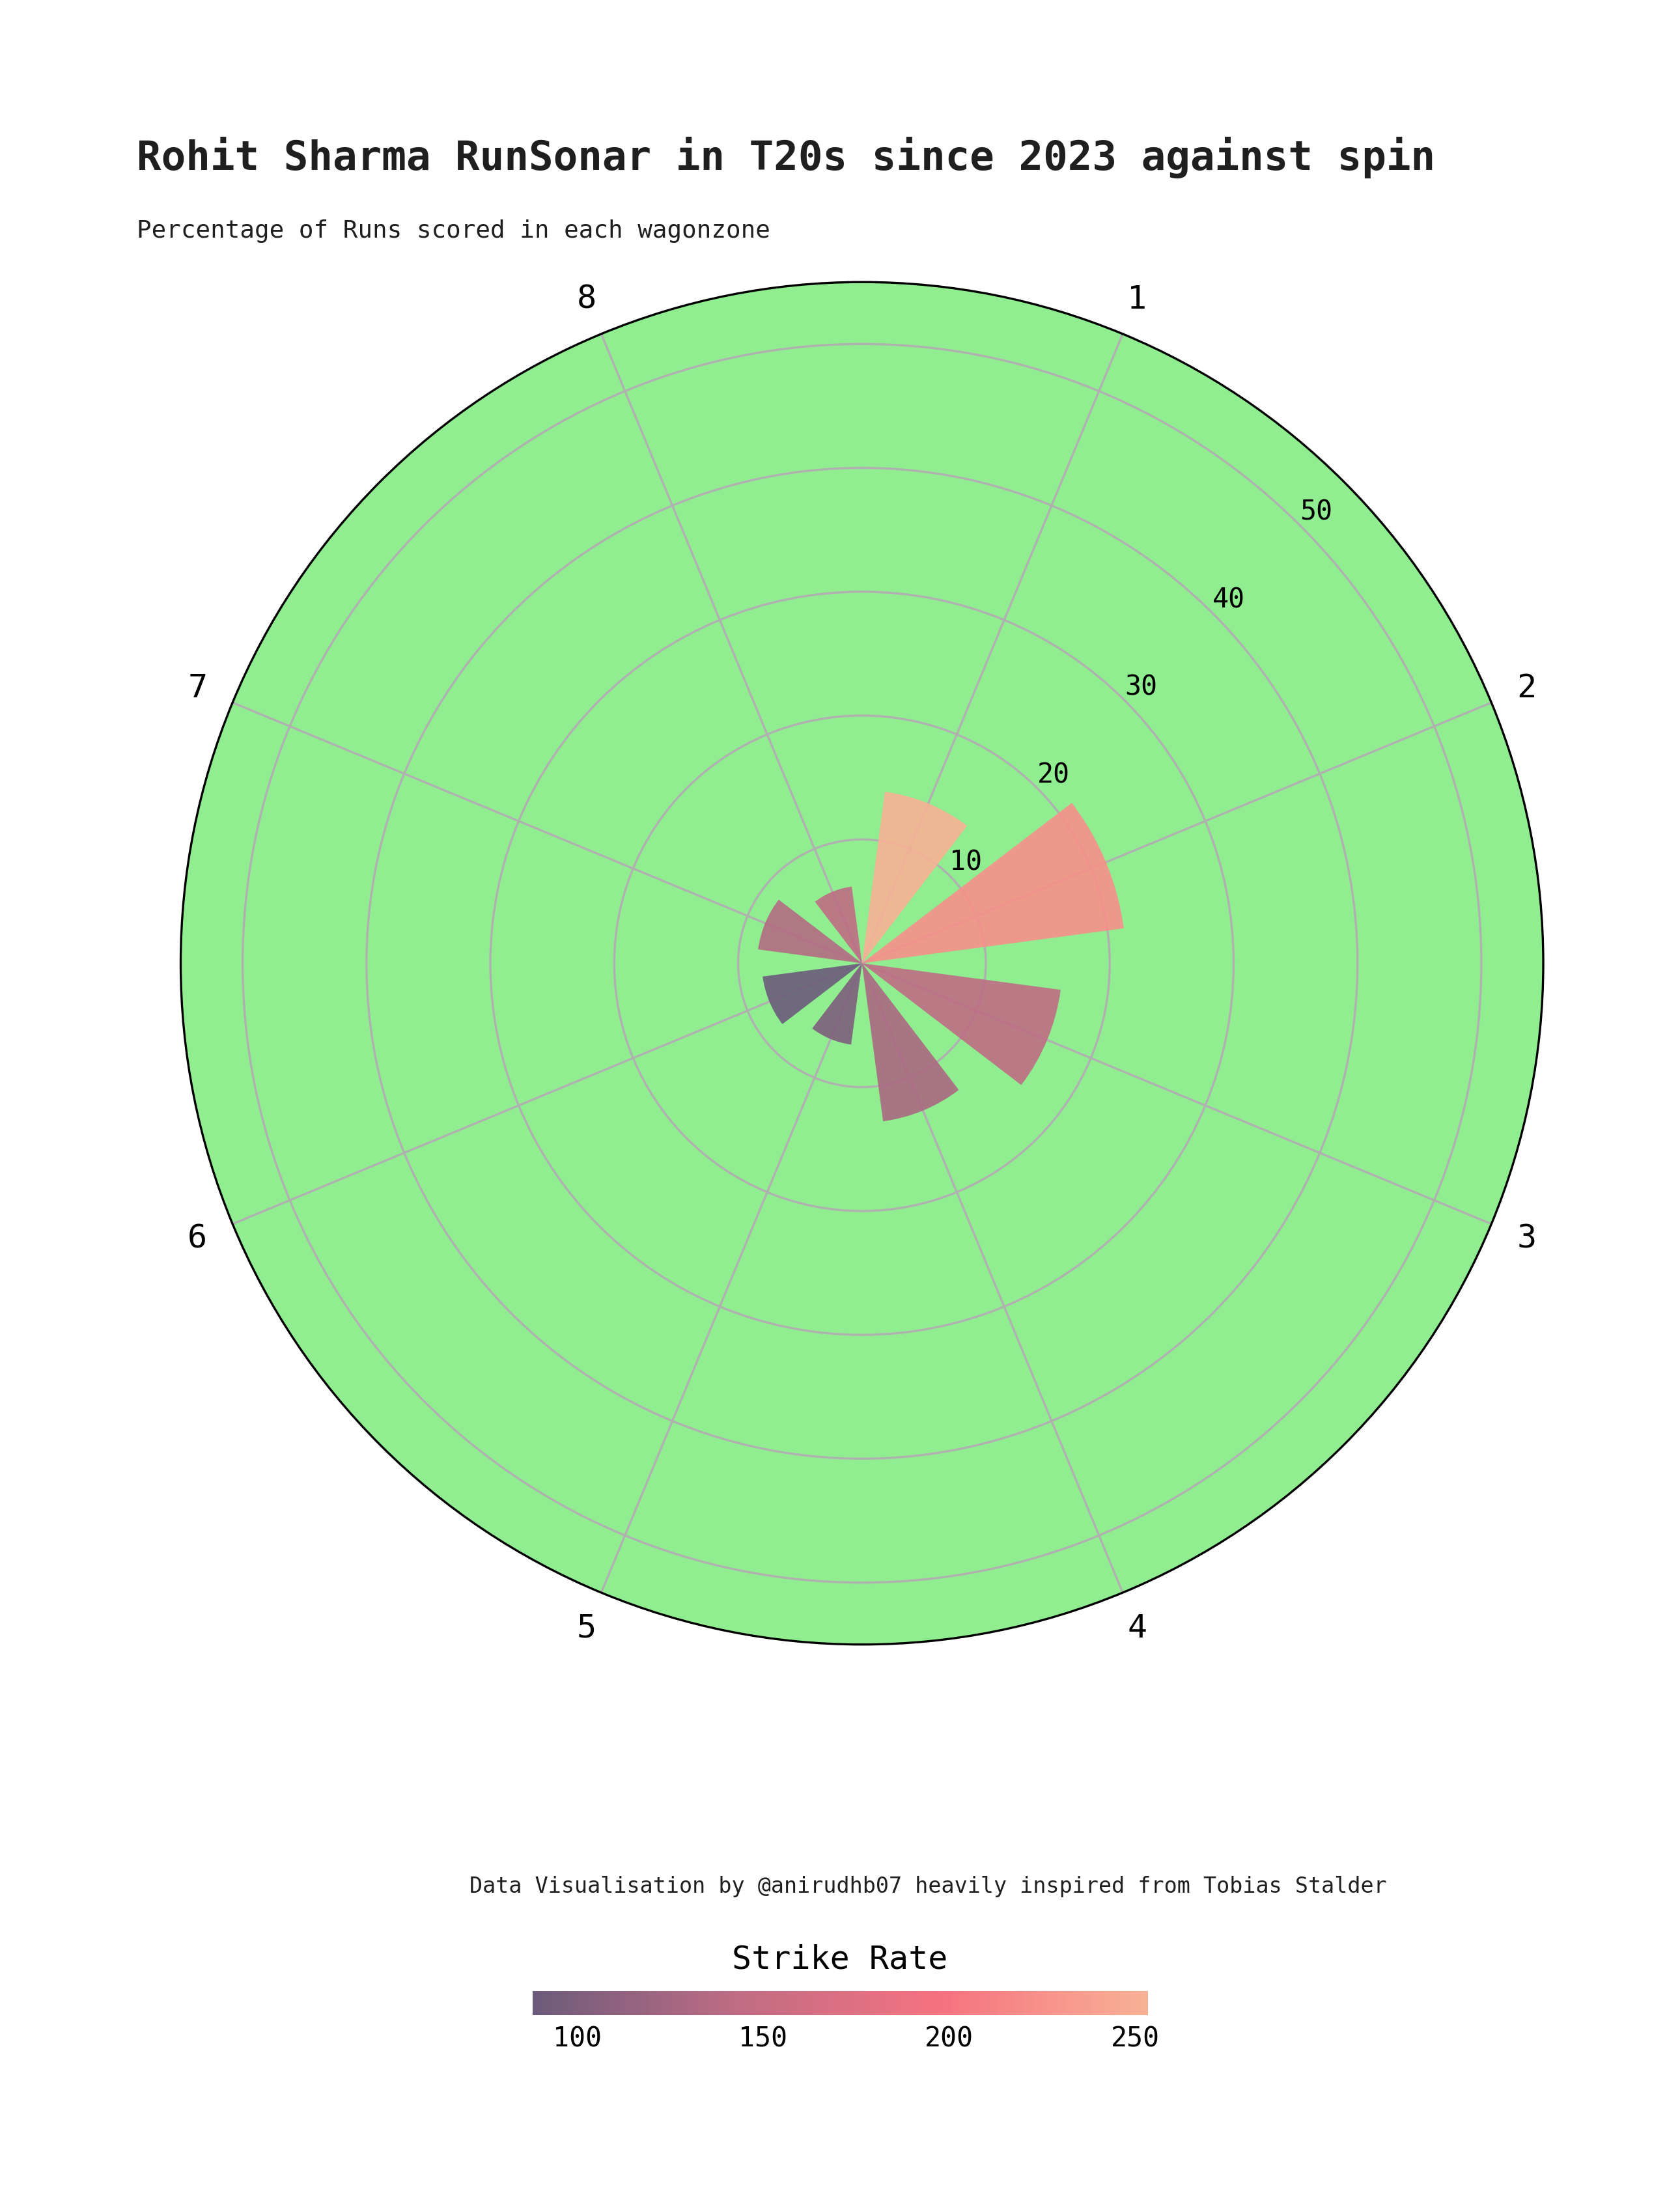 Rohit Sharma RunSonar in T20s since 2023 against spin
Percentage of Runs scored in each wagonzone
8
1
50
40
7
30
2
20
10
6
3
5
4
Data Visualisation by @anirudhb07 heavily inspired from Tobias Stalder
Strike Rate
100 150 200 250